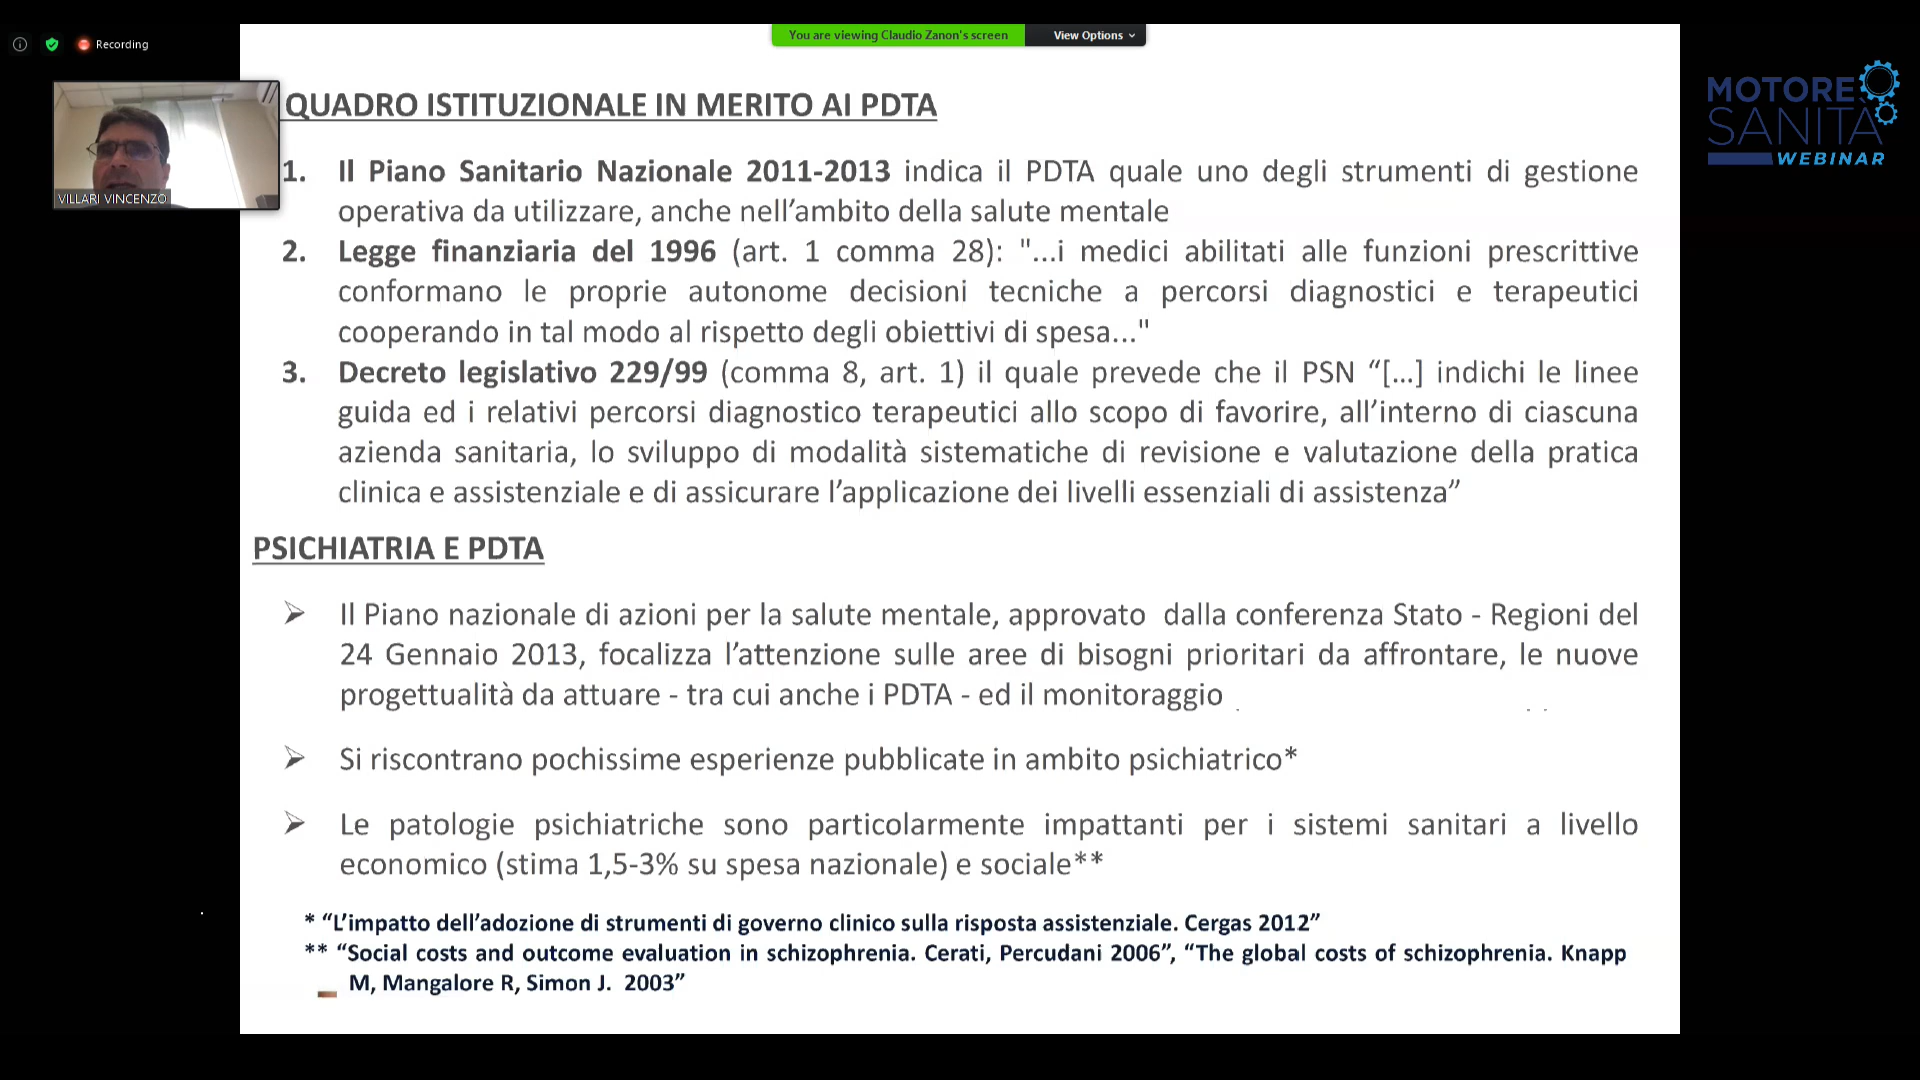 Recording
You are viewing Claudio Zanon's screen
View Options
MOTORE
SANITÀ
WEBINAR
VILLARI VINCENZO
QUADRO ISTITUZIONALE IN MERITO AI PDTA
1. Il Piano Sanitario Nazionale 2011-2013 indica il PDTA quale uno degli strumenti di gestione
operativa da utilizzare, anche nell’ambito della salute mentale
2. Legge finanziaria del 1996 (art. 1 comma 28): "...i medici abilitati alle funzioni prescrittive
conformano le proprie autonome decisioni tecniche a percorsi diagnostici e terapeutici
cooperando in tal modo al rispetto degli obiettivi di spesa..."
3. Decreto legislativo 229/99 (comma 8, art. 1) il quale prevede che il PSN “[...] indichi le linee
guida ed i relativi percorsi diagnostico terapeutici allo scopo di favorire, all’interno di ciascuna
azienda sanitaria, lo sviluppo di modalità sistematiche di revisione e valutazione della pratica
clinica e assistenziale e di assicurare l’applicazione dei livelli essenziali di assistenza”
PSICHIATRIA E PDTA
➢ Il Piano nazionale di azioni per la salute mentale, approvato dalla conferenza Stato - Regioni del
24 Gennaio 2013, focalizza l’attenzione sulle aree di bisogni prioritari da affrontare, le nuove
progettualità da attuare - tra cui anche i PDTA - ed il monitoraggio
➢ Si riscontrano pochissime esperienze pubblicate in ambito psichiatrico*
➢ Le patologie psichiatriche sono particolarmente impattanti per i sistemi sanitari a livello
economico (stima 1,5-3% su spesa nazionale) e sociale**
* “L’impatto dell’adozione di strumenti di governo clinico sulla risposta assistenziale. Cergas 2012”
** “Social costs and outcome evaluation in schizophrenia. Cerati, Percudani 2006”, “The global costs of schizophrenia. Knapp
M, Mangalore R, Simon J. 2003”